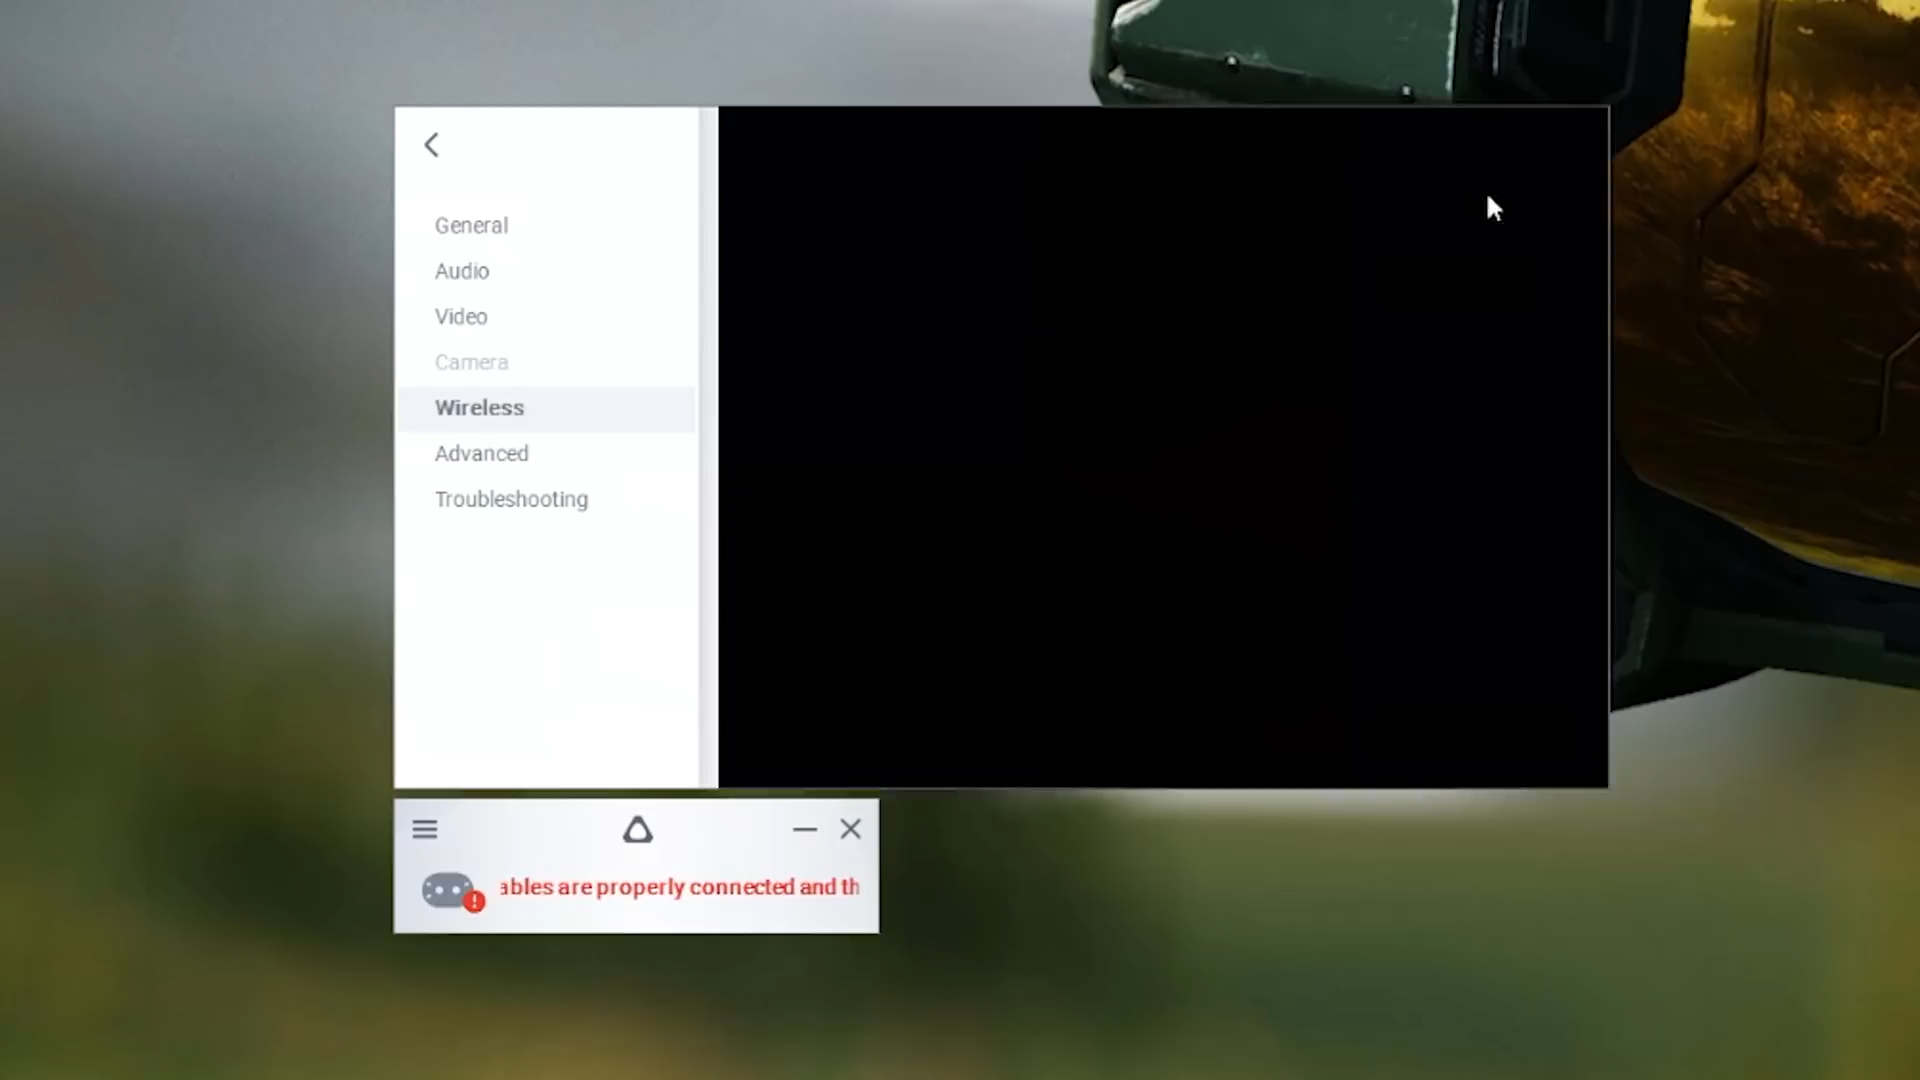 General
Audio
Video
Camera
Wireless
Advanced
Troubleshooting
ables are properly connected and th